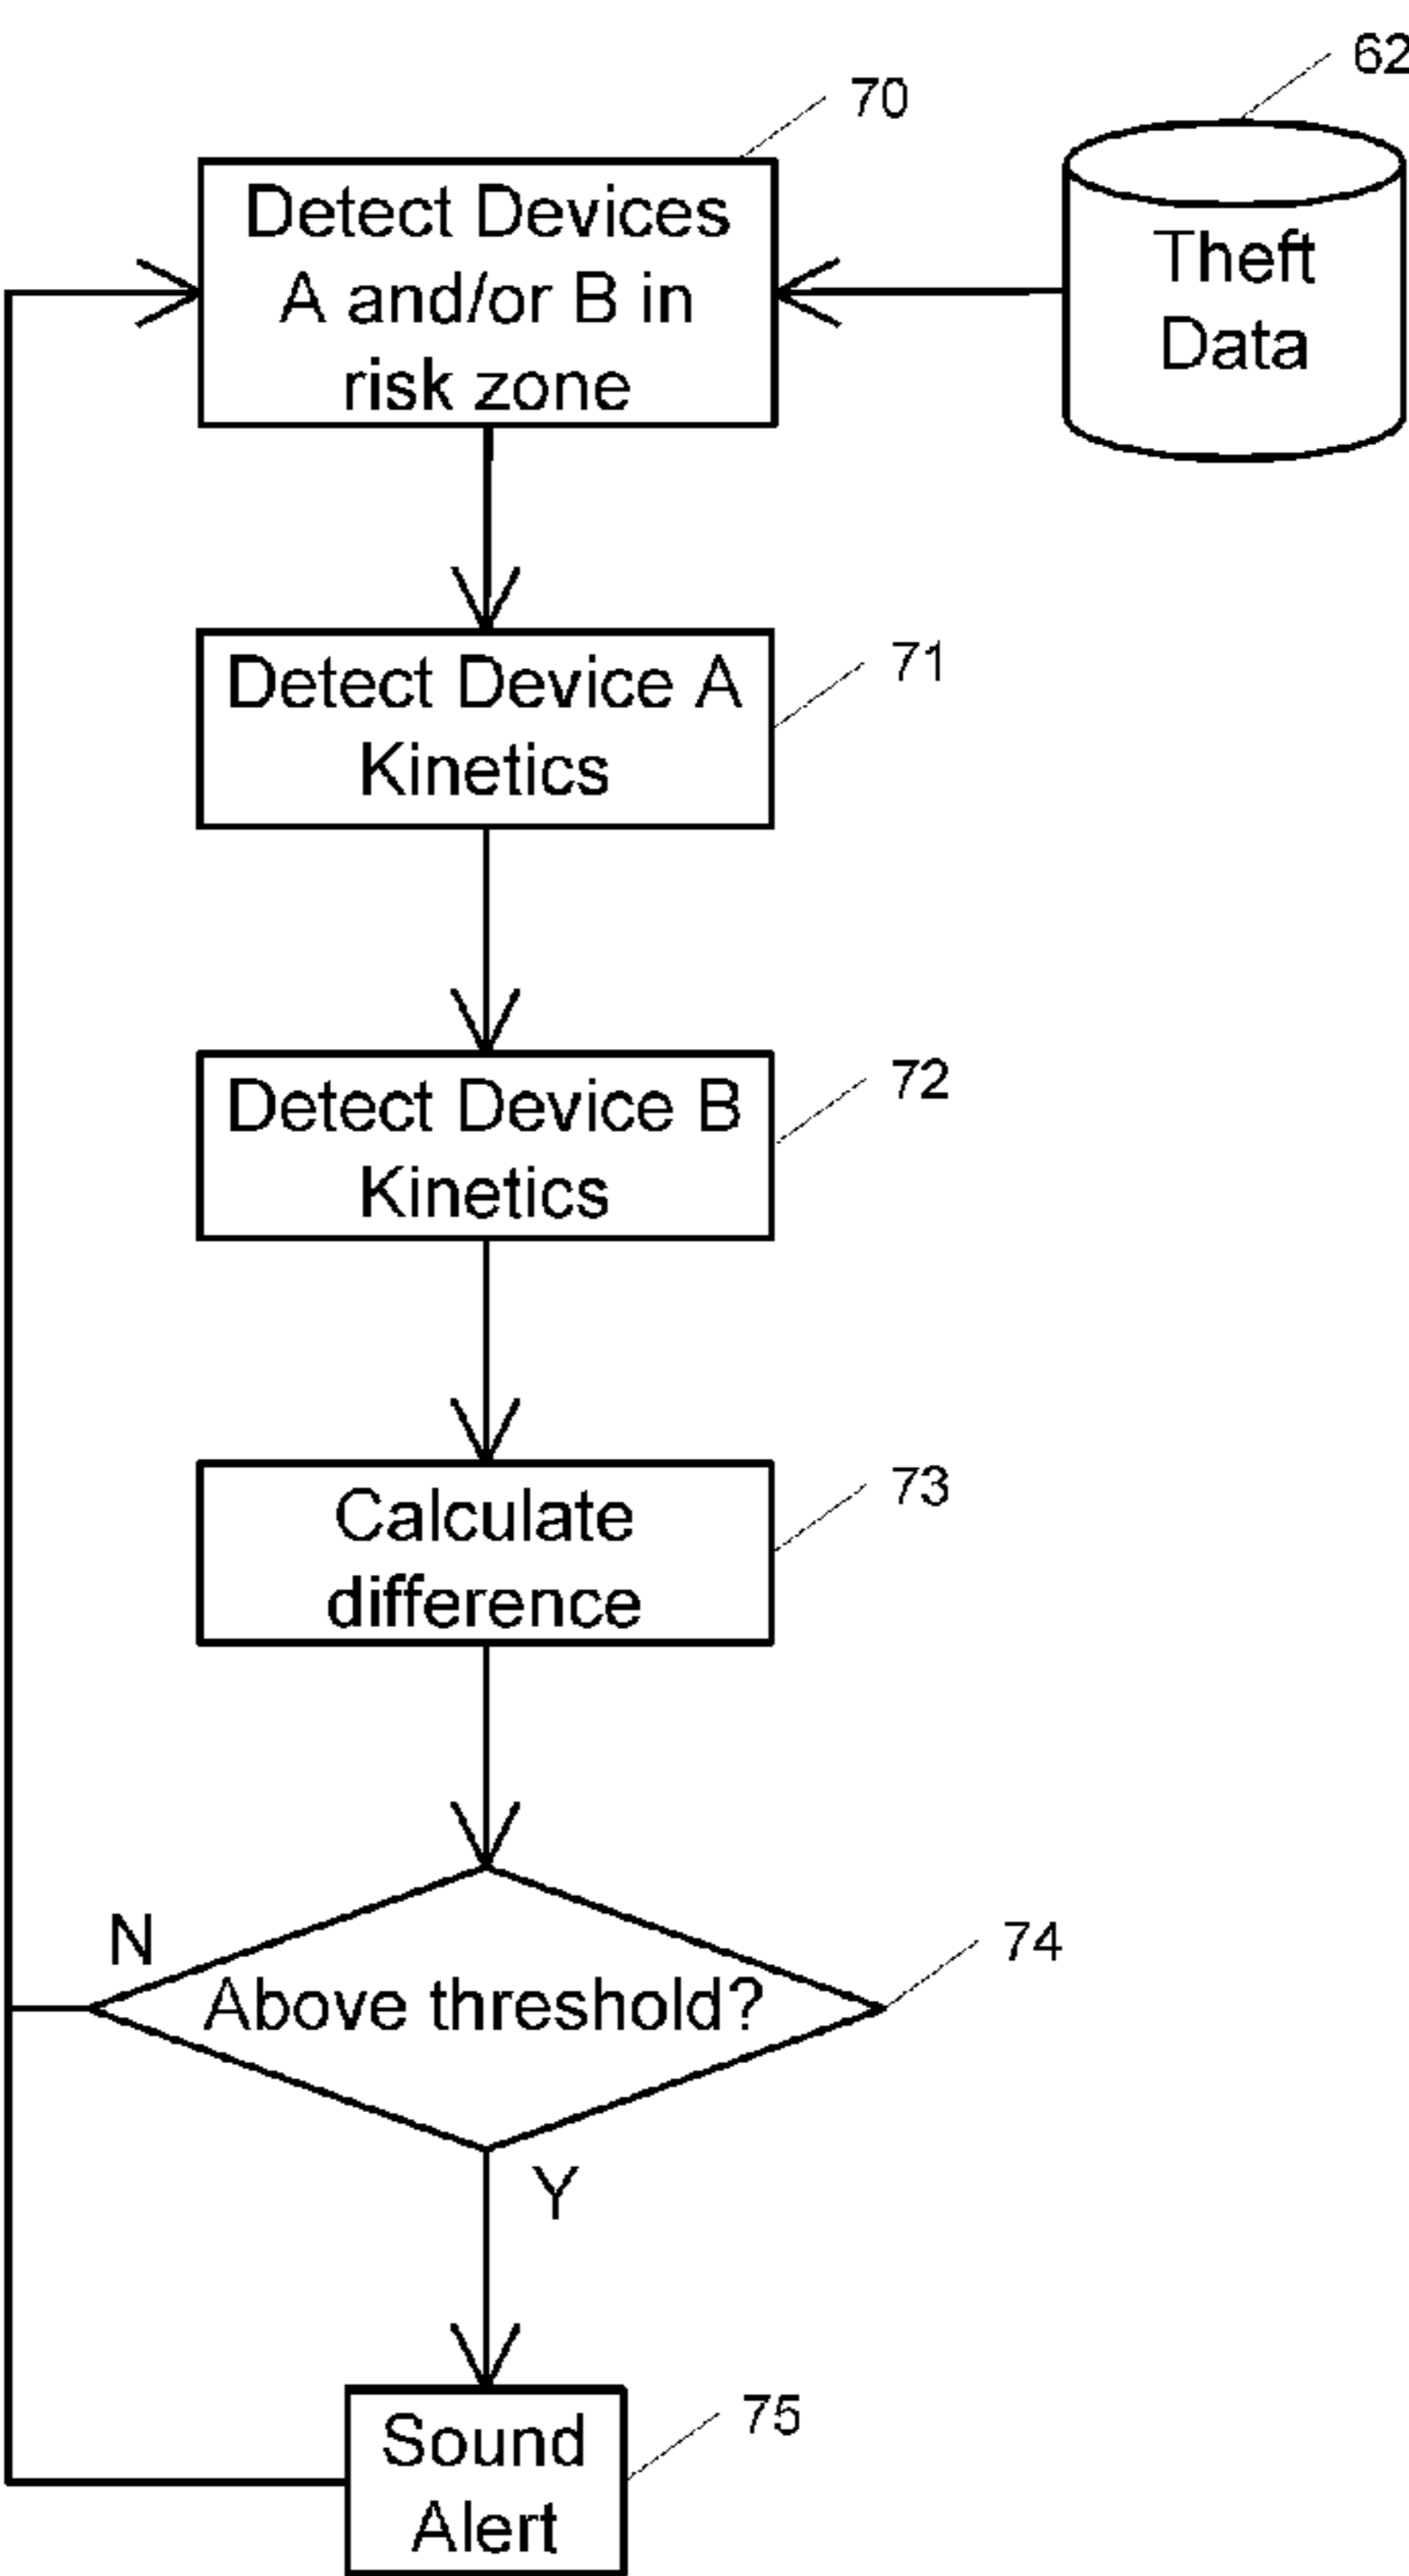 62
70
Detect Devices
A and/or B in
risk zone
Theft
Data
71
Detect Device A
Kinetics
72
Detect Device B
Kinetics
73
Calculate
difference
N
74
Above threshold?
Y
75
Sound
Alert